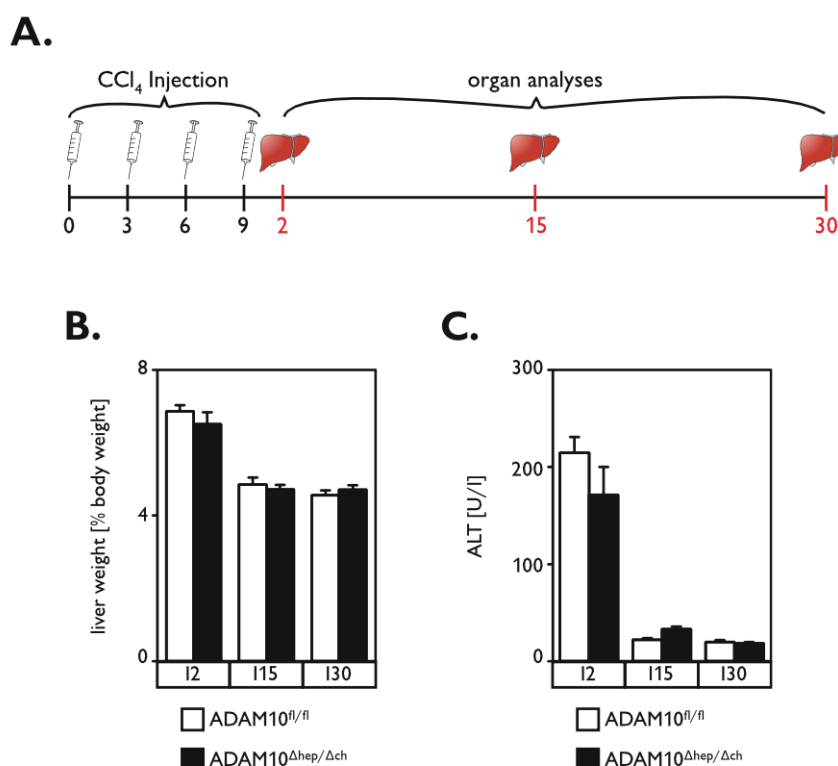 A.
CCl₄ Injection organ analyses
0 3 6 9 2 15 30
B. C.
liver weight [% body weight]
8
4
0
I2 I15 I30
ADAM10fl/fl
ADAM10Δhep/Δch
ALT [U/l]
300
200
100
0
I2 I15 I30
ADAM10fl/fl
ADAM10Δhep/Δch